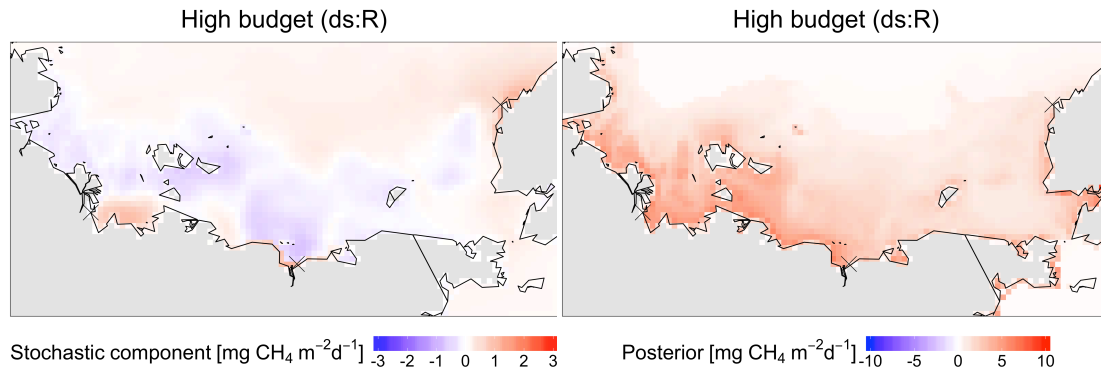 High budget (ds:R)
High budget (ds:R)
Stochastic component [mg CH₄ m⁻²d⁻¹]
-3 -2 -1 0 1 2 3
Posterior [mg CH₄ m⁻²d⁻¹]
-10 -5 0 5 10